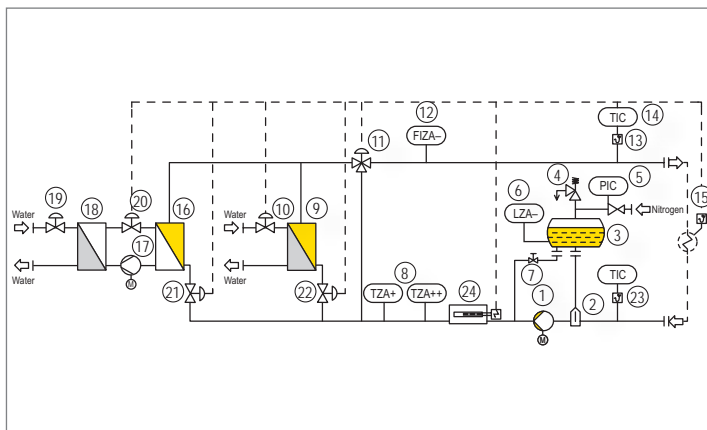 12
FIZA–
11
TIC
14
13
4
PIC
5
6
LZA–
Nitrogen
15
3
19
20
16
10
9
Water
18
Water
17
M
Water
Water
7
8
TZA+
TZA++
24
1
2
TIC
23
21
22
M